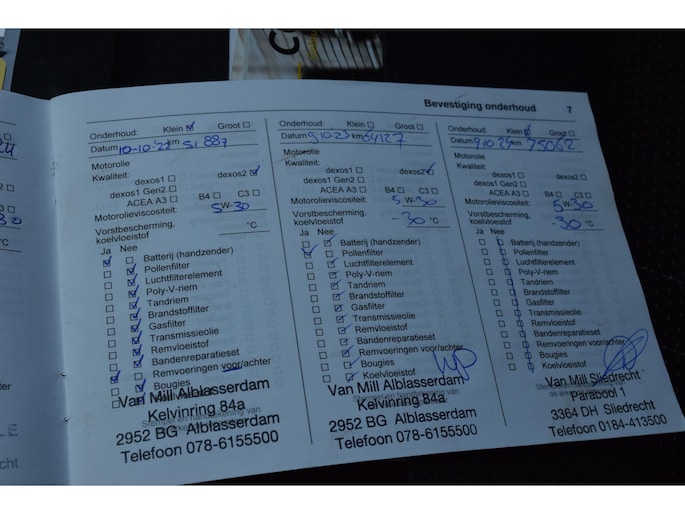 Bevestiging onderhoud 7
Onderhoud: Klein Groot
Datum 10-10-'22 km 51 887
Motorolie
Kwaliteit:
dexos1 dexos2
dexos1 Gen2
ACEA A3 B4 C3
Motorolieviscositeit: 5 W-30
Vorstbescherming, koelvloeistof °C
Ja Nee
Batterij (handzender)
Pollenfilter
Luchtfilterelement
Poly-V-riem
Tandriem
Brandstoffilter
Gasfilter
Transmissieolie
Remvloeistof
Bandenreparatieset
Remvoeringen voor/achter
Bougies
Van Mill Alblasserdam
Kelvinring 84a
2952 BG Alblasserdam
Telefoon 078-6155500
Onderhoud: Klein Groot
Datum 9-10-23 km 64127
Motorolie
Kwaliteit:
dexos1 dexos2
dexos1 Gen2
ACEA A3 B4 C3
Motorolieviscositeit: 5 W-30
Vorstbescherming, koelvloeistof -30 °C
Ja Nee
Batterij (handzender)
Pollenfilter
Luchtfilterelement
Poly-V-riem
Tandriem
Brandstoffilter
Gasfilter
Transmissieolie
Remvloeistof
Bandenreparatieset
Remvoeringen voor/achter
Bougies
Koelvloeistof
Van Mill Alblasserdam
Kelvinring 84a
2952 BG Alblasserdam
Telefoon 078-6155500
Onderhoud: Klein Groot
Datum 9-10-24 km 75062
Motorolie
Kwaliteit:
dexos1 dexos2
dexos1 Gen2
ACEA A3 B4 C3
Motorolieviscositeit: 5 W-30
Vorstbescherming, koelvloeistof -30 °C
Ja Nee
Batterij (handzender)
Pollenfilter
Luchtfilterelement
Poly-V-riem
Tandriem
Brandstoffilter
Gasfilter
Transmissieolie
Remvloeistof
Bandenreparatieset
Remvoeringen voor/achter
Bougies
Koelvloeistof
Van Mill Sliedrecht
Parabool 1
3364 DH Sliedrecht
Telefoon 0184-413500